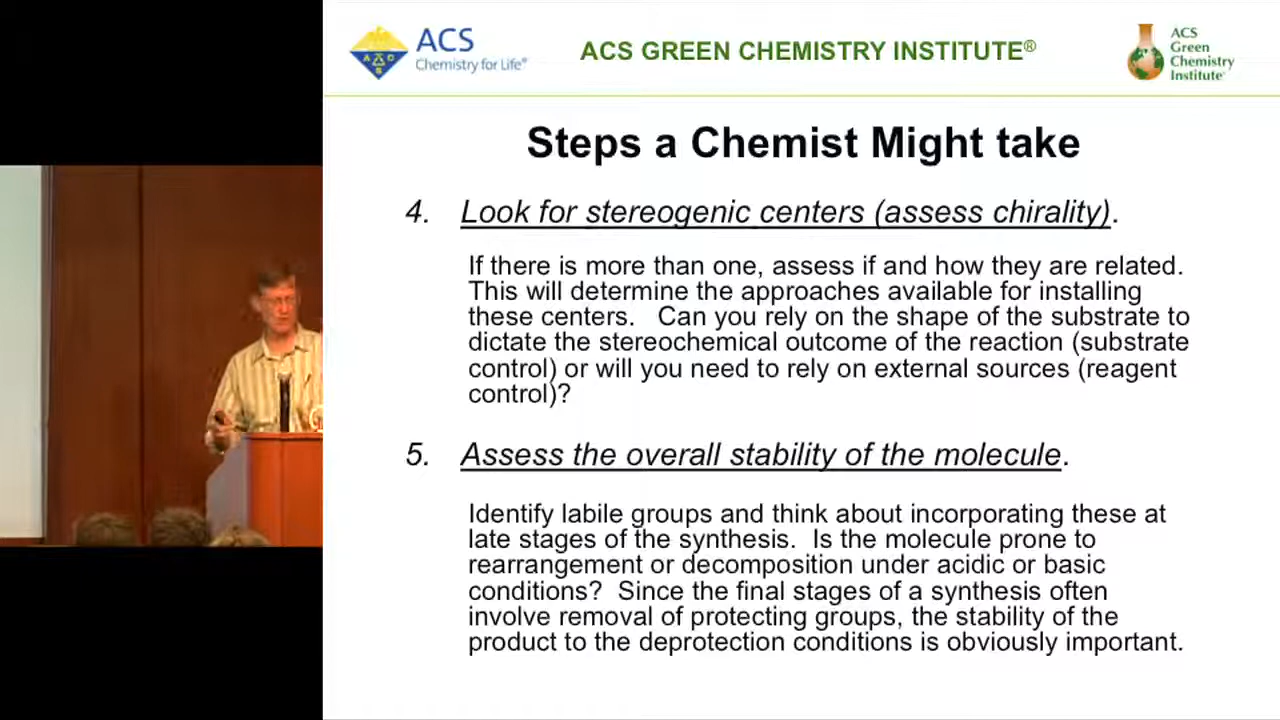 ACS
Chemistry for Life®
ACS GREEN CHEMISTRY INSTITUTE®
ACS
Green
Chemistry
Institute
Steps a Chemist Might take
4. Look for stereogenic centers (assess chirality).
If there is more than one, assess if and how they are related.
This will determine the approaches available for installing
these centers. Can you rely on the shape of the substrate to
dictate the stereochemical outcome of the reaction (substrate
control) or will you need to rely on external sources (reagent
control)?
5. Assess the overall stability of the molecule.
Identify labile groups and think about incorporating these at
late stages of the synthesis. Is the molecule prone to
rearrangement or decomposition under acidic or basic
conditions? Since the final stages of a synthesis often
involve removal of protecting groups, the stability of the
product to the deprotection conditions is obviously important.